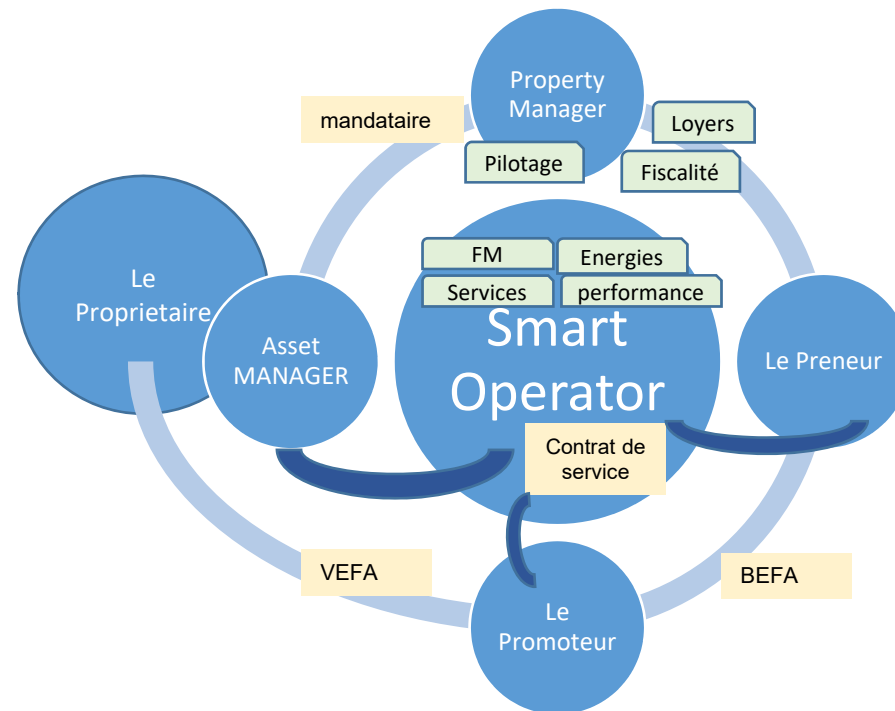 Property
Manager
mandataire
Loyers
Pilotage
Fiscalité
Le
Proprietaire
FM
Energies
Services
performance
Asset
MANAGER
Smart
Operator
Le Preneur
Contrat de
service
VEFA
BEFA
Le
Promoteur